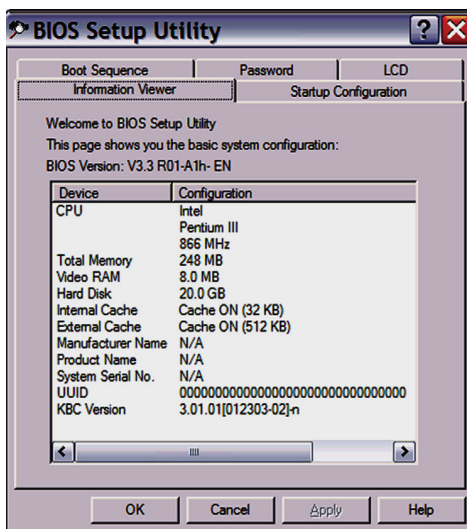 BIOS Setup Utility
Boot Sequence Password LCD
Information Viewer Startup Configuration
Welcome to BIOS Setup Utility
This page shows you the basic system configuration:
BIOS Version: V3.3 R01-A1h- EN
Device Configuration
CPU Intel
Pentium III
866 MHz
Total Memory 248 MB
Video RAM 8.0 MB
Hard Disk 20.0 GB
Internal Cache Cache ON (32 KB)
External Cache Cache ON (512 KB)
Manufacturer Name N/A
Product Name N/A
System Serial No. N/A
UUID 00000000000000000000000000000000
KBC Version 3.01.01[012303-02]-n
OK Cancel Apply Help